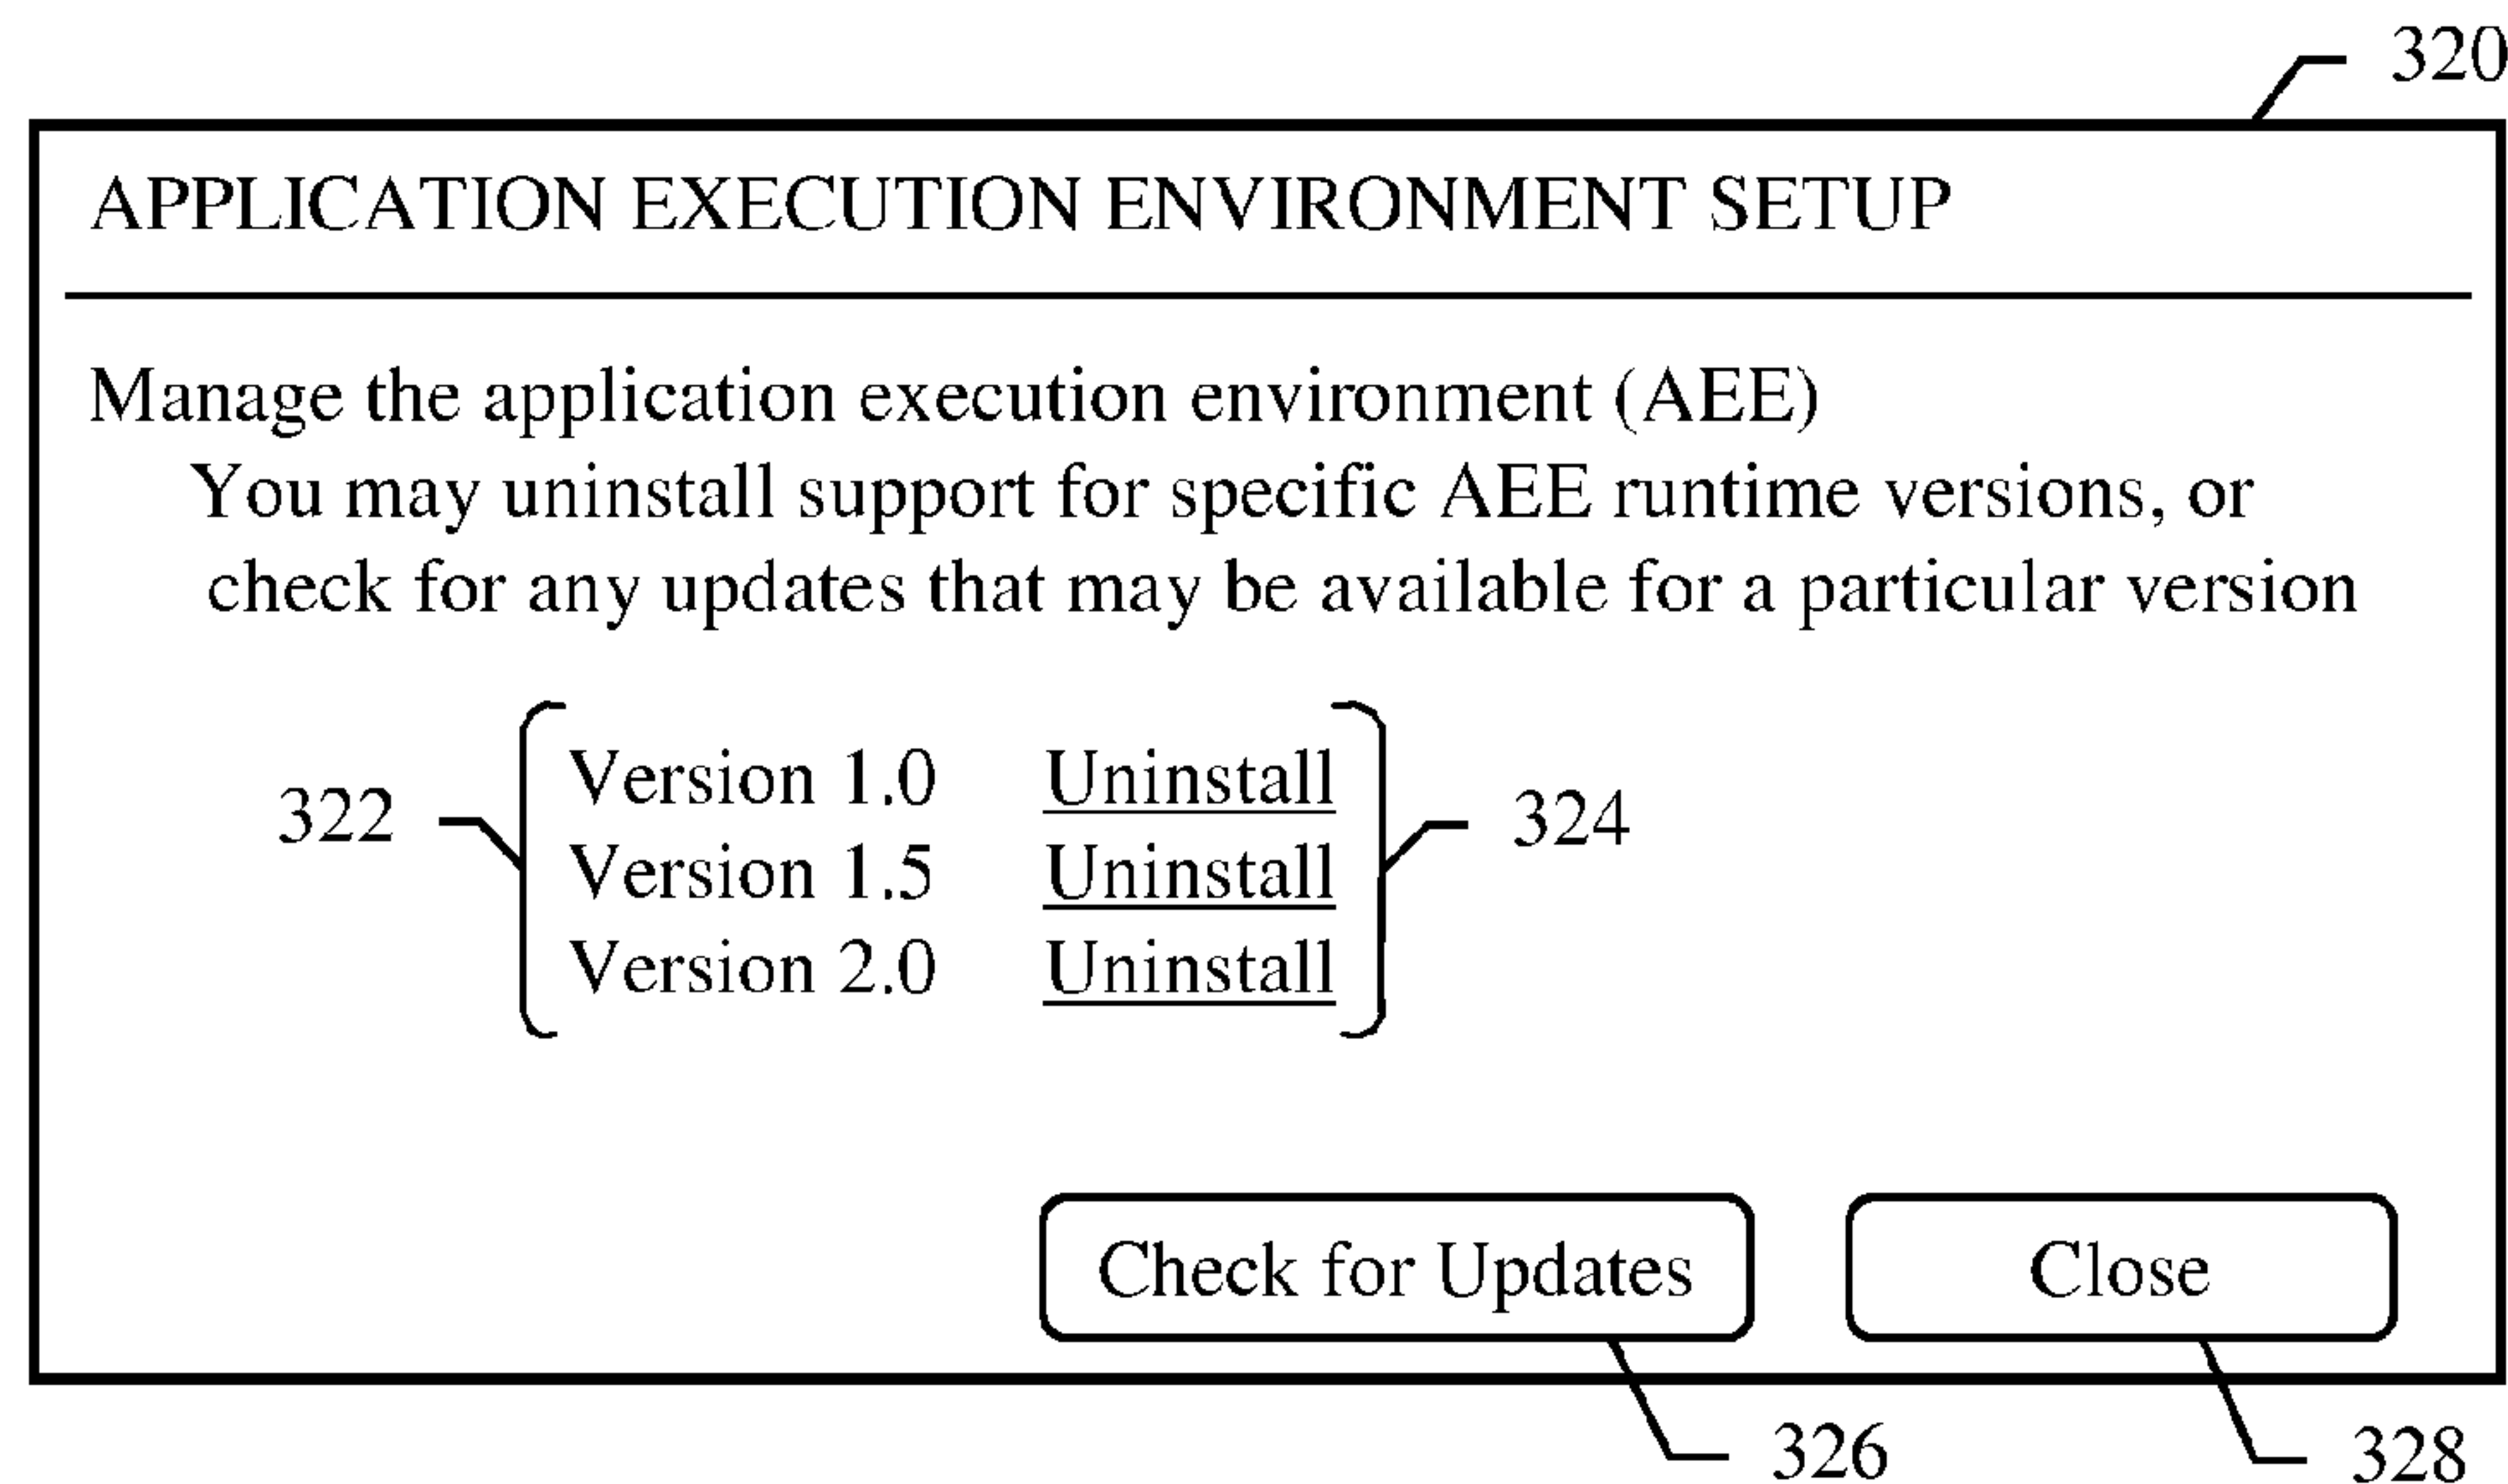 320
APPLICATION EXECUTION ENVIRONMENT SETUP
Manage the application execution environment (AEE)
You may uninstall support for specific AEE runtime versions, or
check for any updates that may be available for a particular version
322
Version 1.0 Uninstall
324
Version 1.5 Uninstall
Version 2.0 Uninstall
Check for Updates Close
326 328